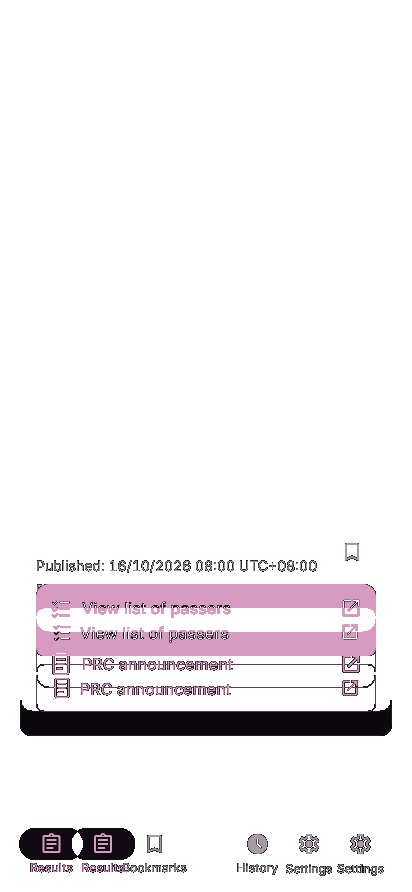 Published: 16/10/2026 08:00 UTC+08:00
View list of passers
View list of passers
PRC announcement
PRC announcement
Results Results Bookmarks History Settings Settings